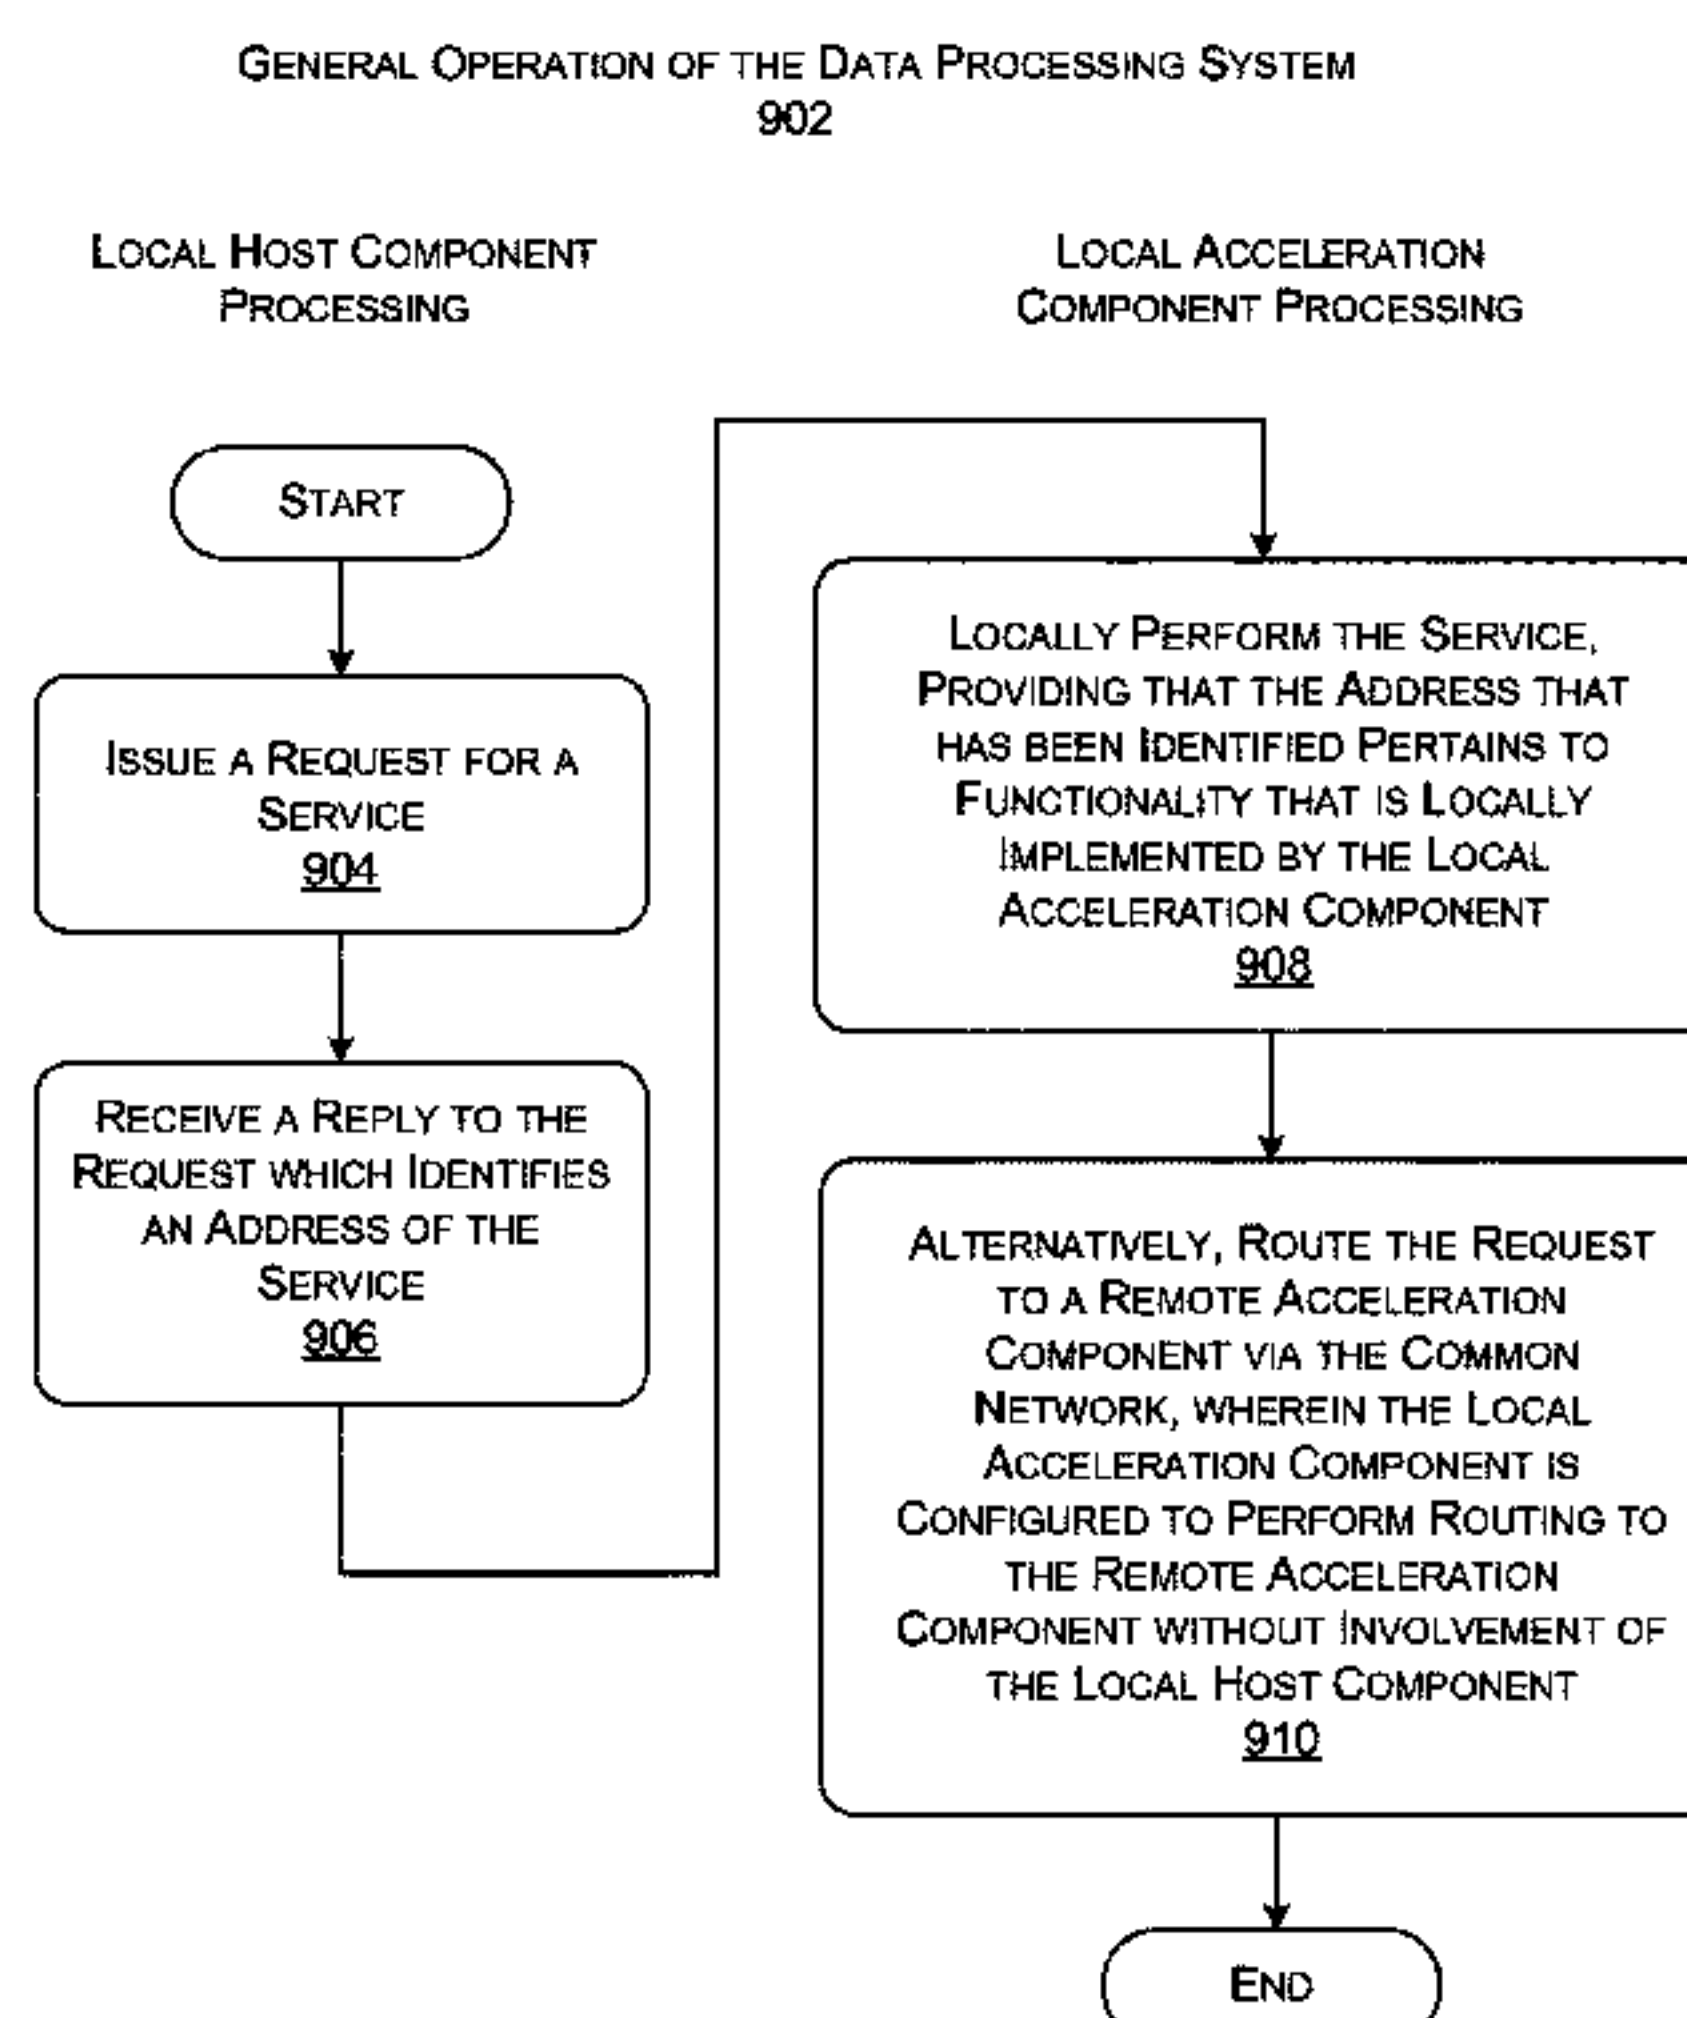 GENERAL OPERATION OF THE DATA PROCESSING SYSTEM
902
LOCAL HOST COMPONENT
PROCESSING
START
ISSUE A REQUEST FOR A
SERVICE
904
RECEIVE A REPLY TO THE
REQUEST WHICH IDENTIFIES
AN ADDRESS OF THE
SERVICE
906
LOCAL ACCELERATION
COMPONENT PROCESSING
LOCALLY PERFORM THE SERVICE,
PROVIDING THAT THE ADDRESS THAT
HAS BEEN IDENTIFIED PERTAINS TO
FUNCTIONALITY THAT IS LOCALLY
IMPLEMENTED BY THE LOCAL
ACCELERATION COMPONENT
908
ALTERNATIVELY, ROUTE THE REQUEST
TO A REMOTE ACCELERATION
COMPONENT VIA THE COMMON
NETWORK, WHEREIN THE LOCAL
ACCELERATION COMPONENT IS
CONFIGURED TO PERFORM ROUTING TO
THE REMOTE ACCELERATION
COMPONENT WITHOUT INVOLVEMENT OF
THE LOCAL HOST COMPONENT
910
END